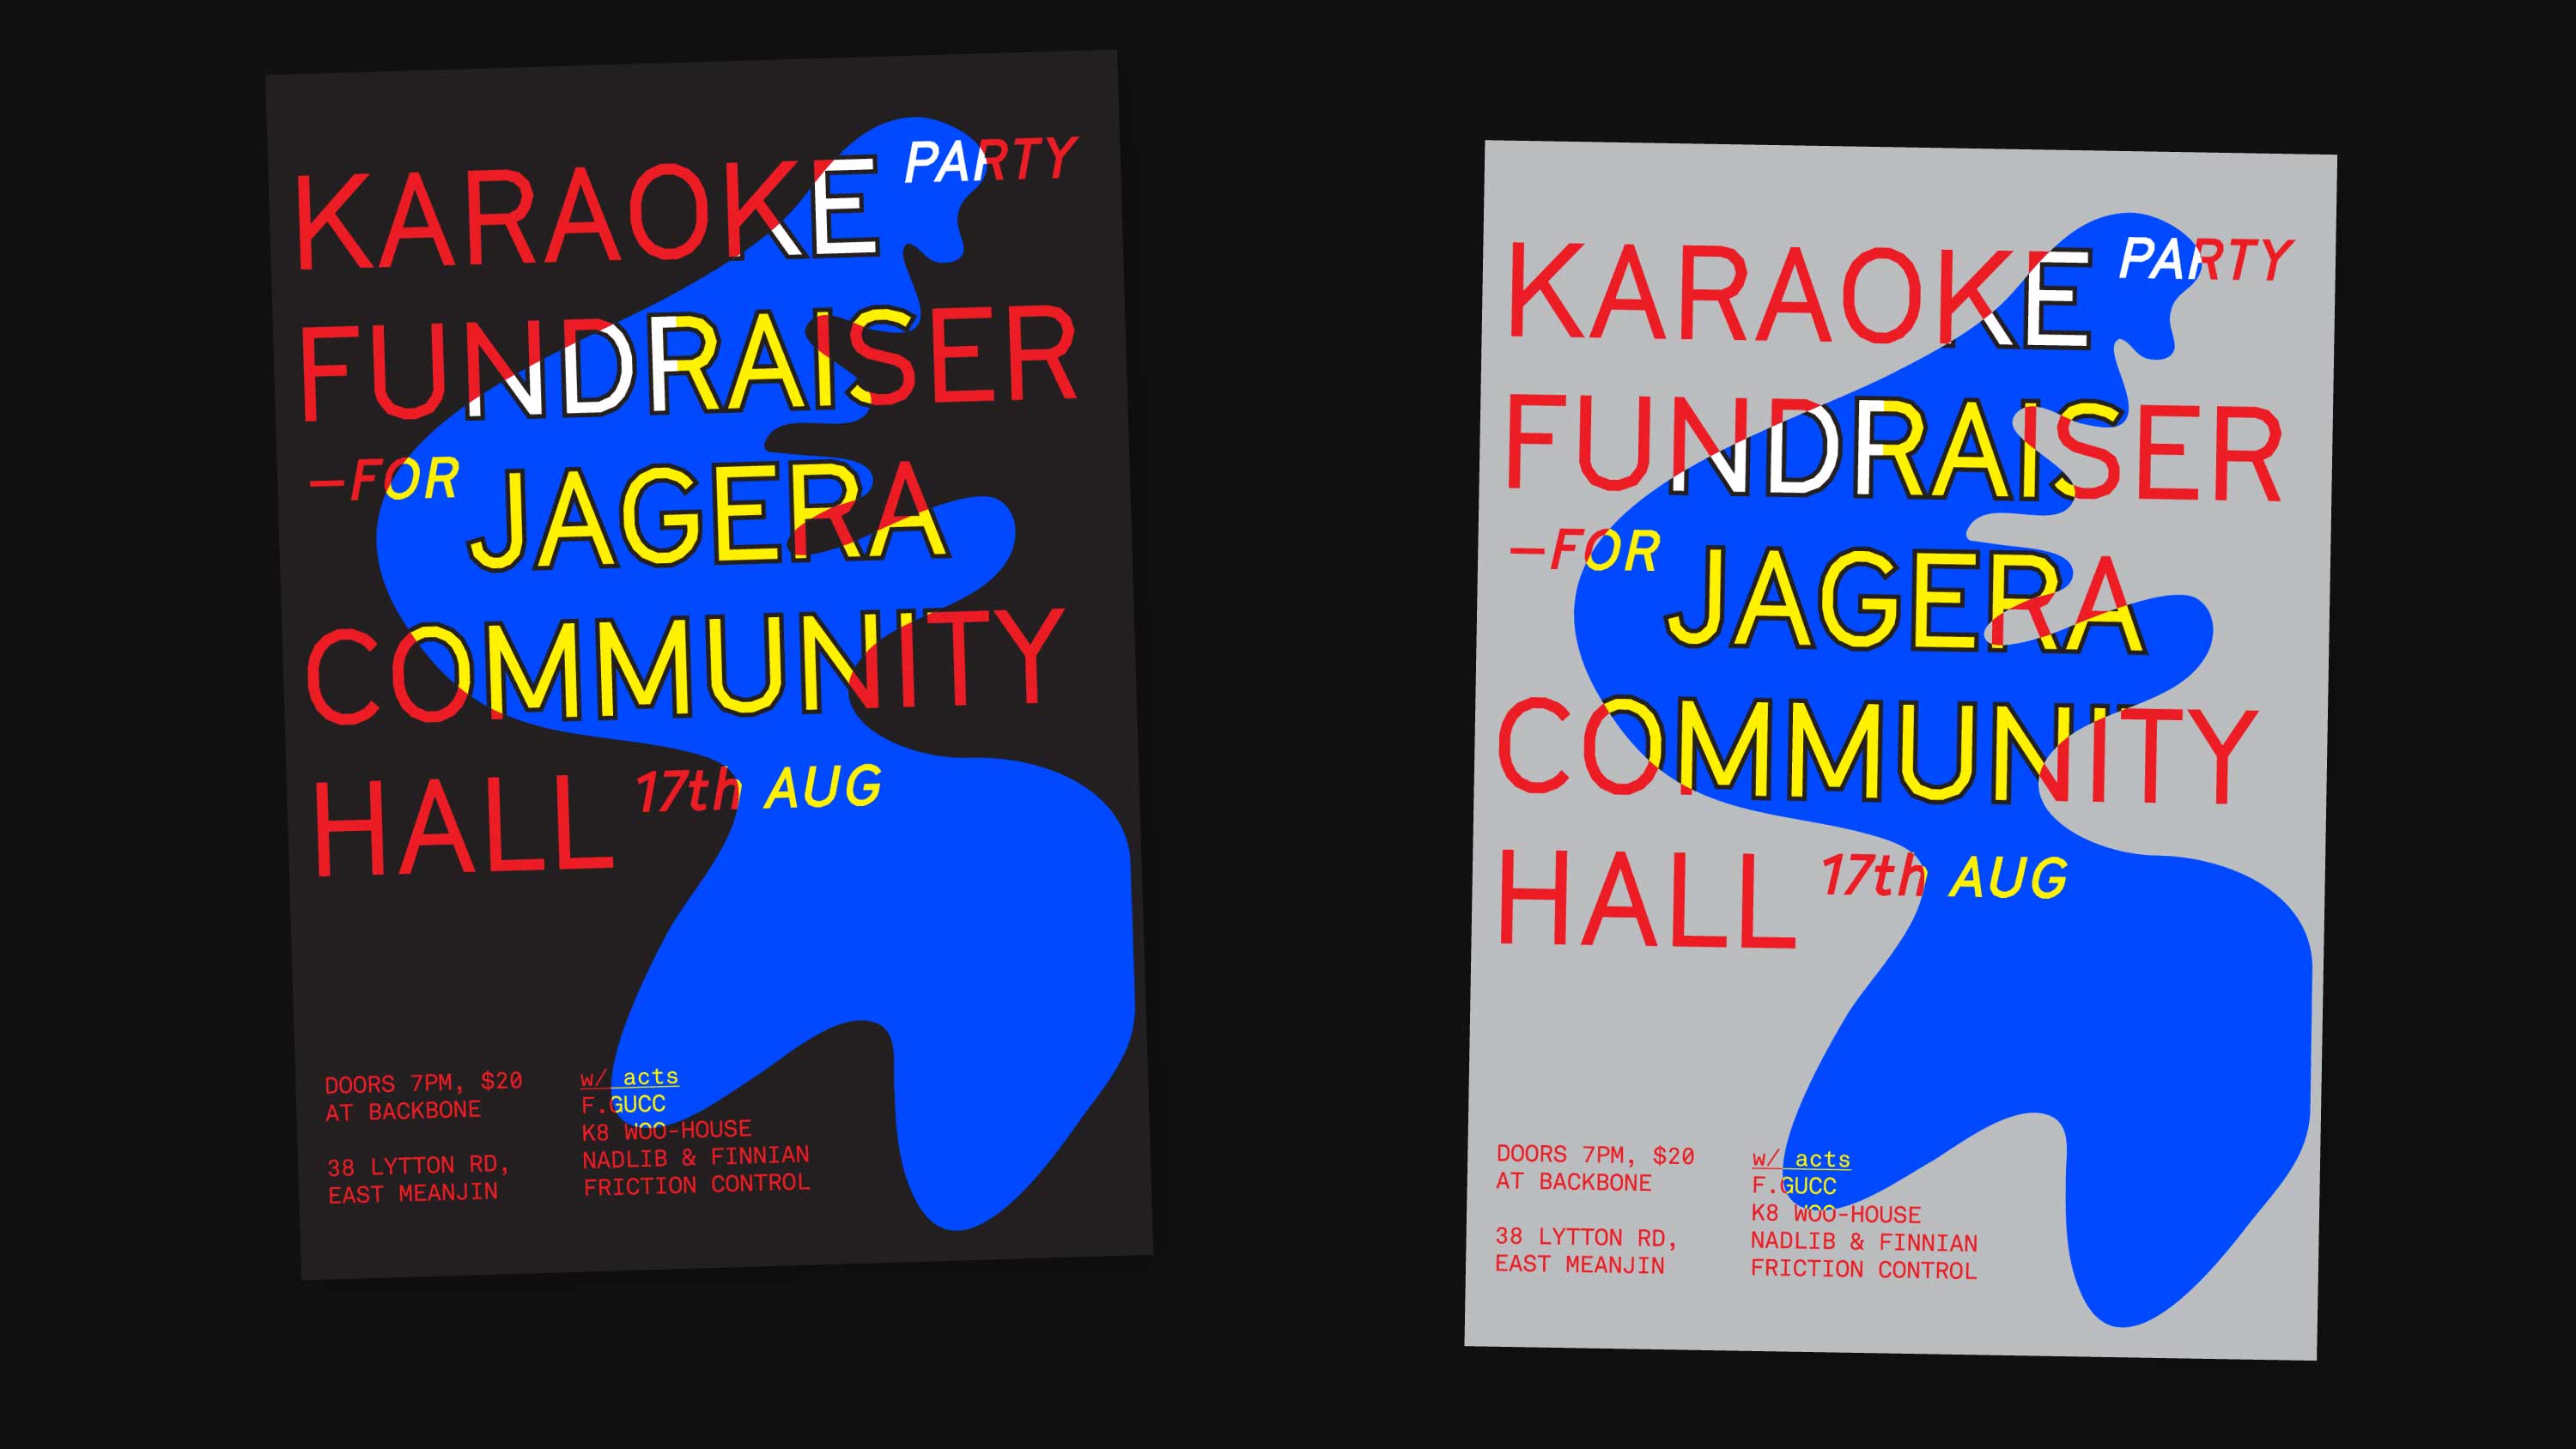 KARAOKE PARTY
FUNDRAISER
—FOR JAGERA
COMMUNITY
HALL 17th AUG
DOORS 7PM, $20
AT BACKBONE
38 LYTTON RD,
EAST MEANJIN
w/ acts
F.GUCC
K8 WOO-HOUSE
NADLIB & FINNIAN
FRICTION CONTROL
KARAOKE PARTY
FUNDRAISER
—FOR JAGERA
COMMUNITY
HALL 17th AUG
DOORS 7PM, $20
AT BACKBONE
38 LYTTON RD,
EAST MEANJIN
w/ acts
F.GUCC
K8 WOO-HOUSE
NADLIB & FINNIAN
FRICTION CONTROL